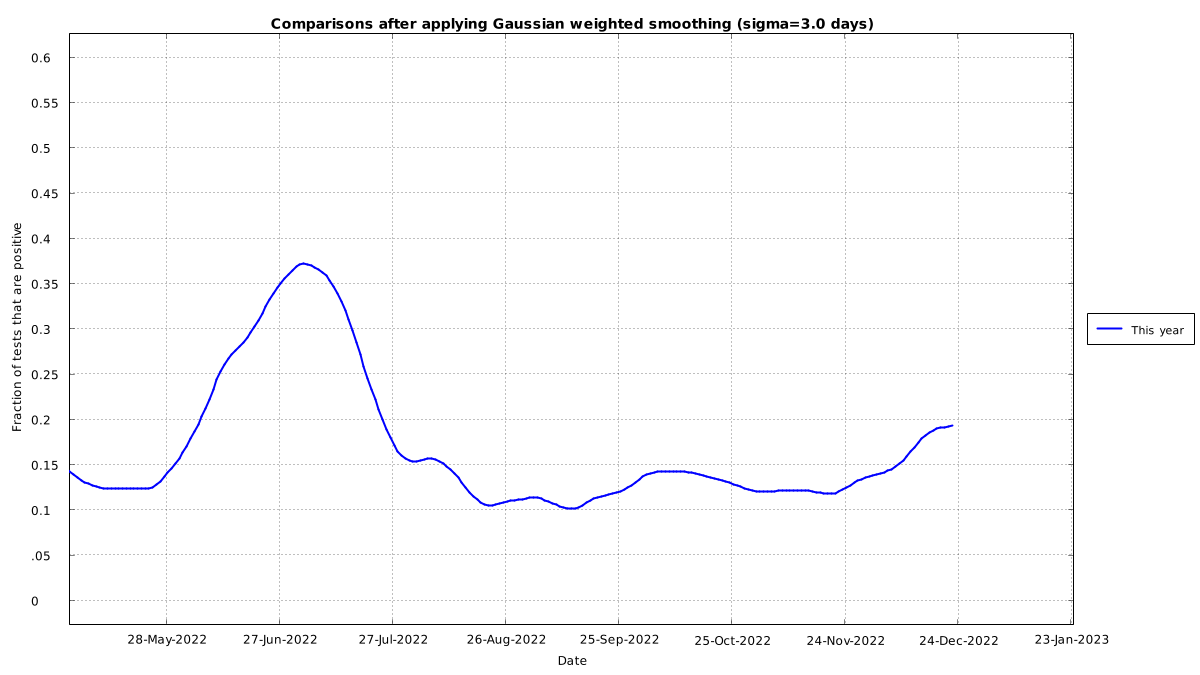 Comparisons after applying Gaussian weighted smoothing (sigma=3.0 days)
0.6
0.55
0.5
0.45
0.4
0.35
0.3
0.25
0.2
0.15
0.1
.05
0
Fraction of tests that are positive
This year
28-May-2022 27-Jun-2022 27-Jul-2022 26-Aug-2022 25-Sep-2022 25-Oct-2022 24-Nov-2022 24-Dec-2022 23-Jan-2023
Date